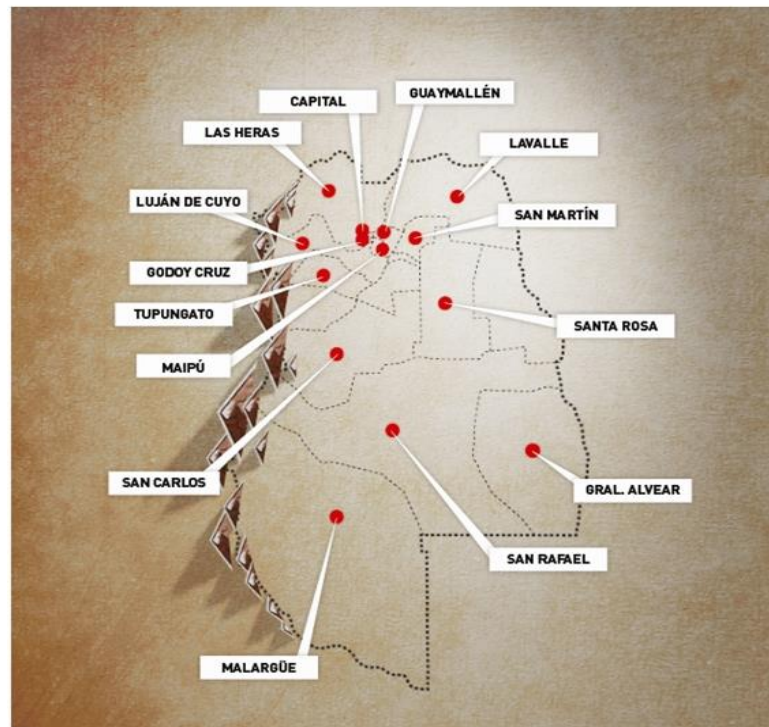 GUAYMALLÉN
CAPITAL
LAS HERAS
LAVALLE
LUJÁN DE CUYO
SAN MARTÍN
GODOY CRUZ
TUPUNGATO
SANTA ROSA
MAIPÚ
SAN CARLOS
GRAL. ALVEAR
SAN RAFAEL
MALARGÜE